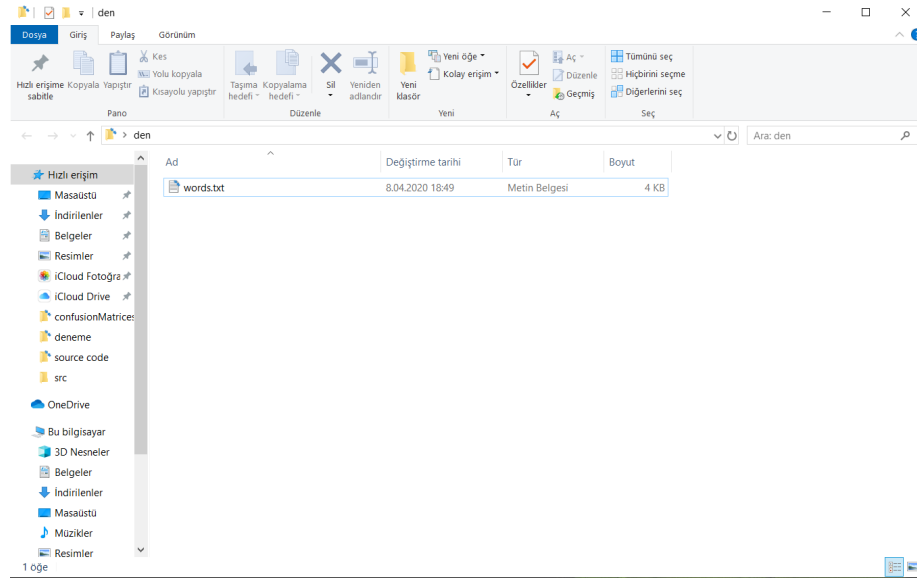 den
Dosya Giriş Paylaş Görünüm
Hızlı erişime sabitle
Kopyala
Yapıştır
Kes
Yolu kopyala
Kısayolu yapıştır
Pano
Taşıma hedefi
Kopyalama hedefi
Sil
Yeniden adlandır
Düzenle
Yeni klasör
Yeni öğe
Kolay erişim
Yeni
Özellikler
Aç
Düzenle
Geçmiş
Aç
Tümünü seç
Hiçbirini seçme
Diğerlerini seç
Seç
den
Ara: den
Ad Değiştirme tarihi Tür Boyut
words.txt 8.04.2020 18:49 Metin Belgesi 4 KB
Hızlı erişim
Masaüstü
İndirilenler
Belgeler
Resimler
iCloud Fotoğra
iCloud Drive
confusionMatrices
deneme
source code
src
OneDrive
Bu bilgisayar
3D Nesneler
Belgeler
İndirilenler
Masaüstü
Müzikler
Resimler
1 öğe